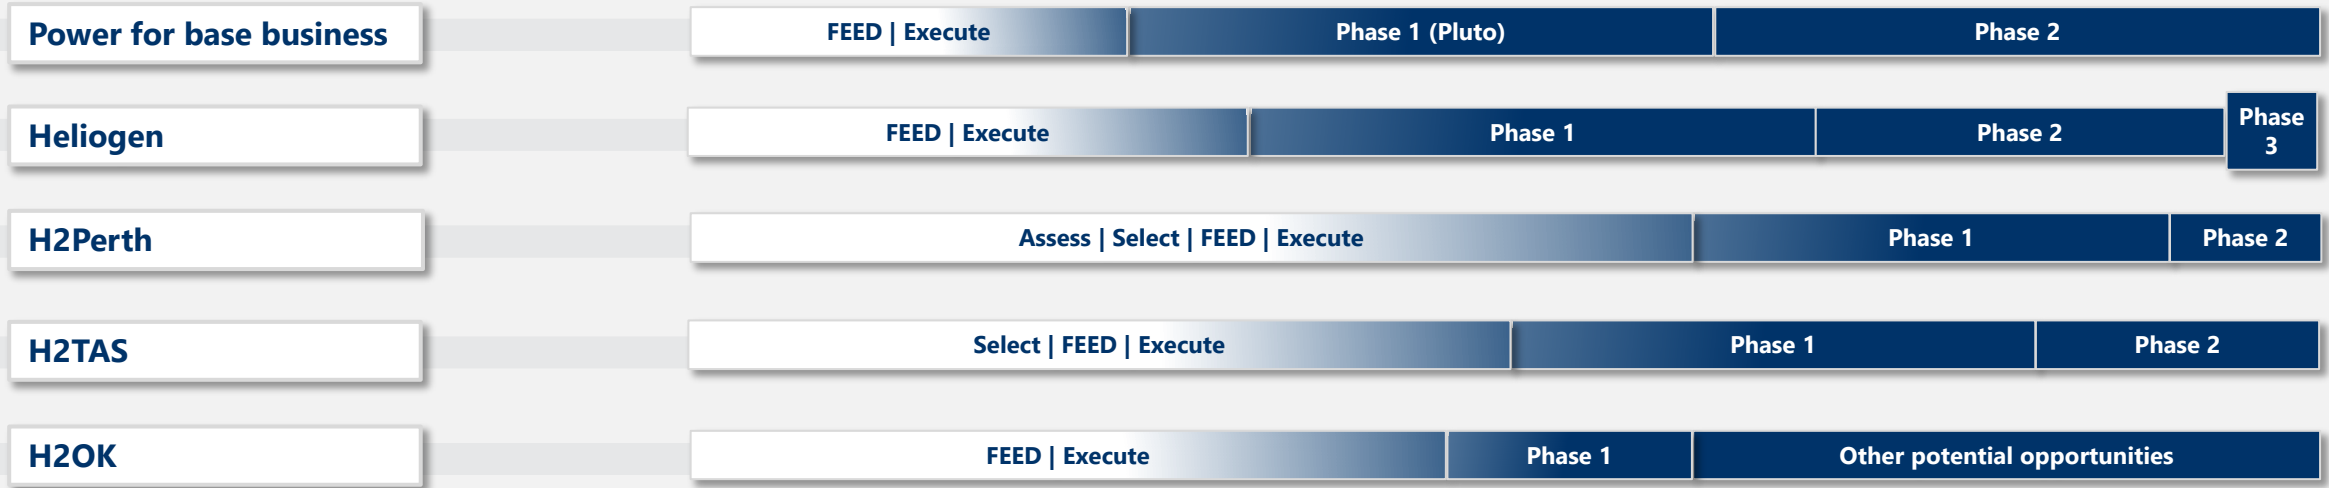 Power for base business
FEED | Execute
Phase 1 (Pluto)
Phase 2
Heliogen
FEED | Execute
Phase 1
Phase 2
Phase
3
H2Perth
Assess | Select | FEED | Execute
Phase 1
Phase 2
H2TAS
Select | FEED | Execute
Phase 1
Phase 2
H2OK
FEED | Execute
Phase 1
Other potential opportunities